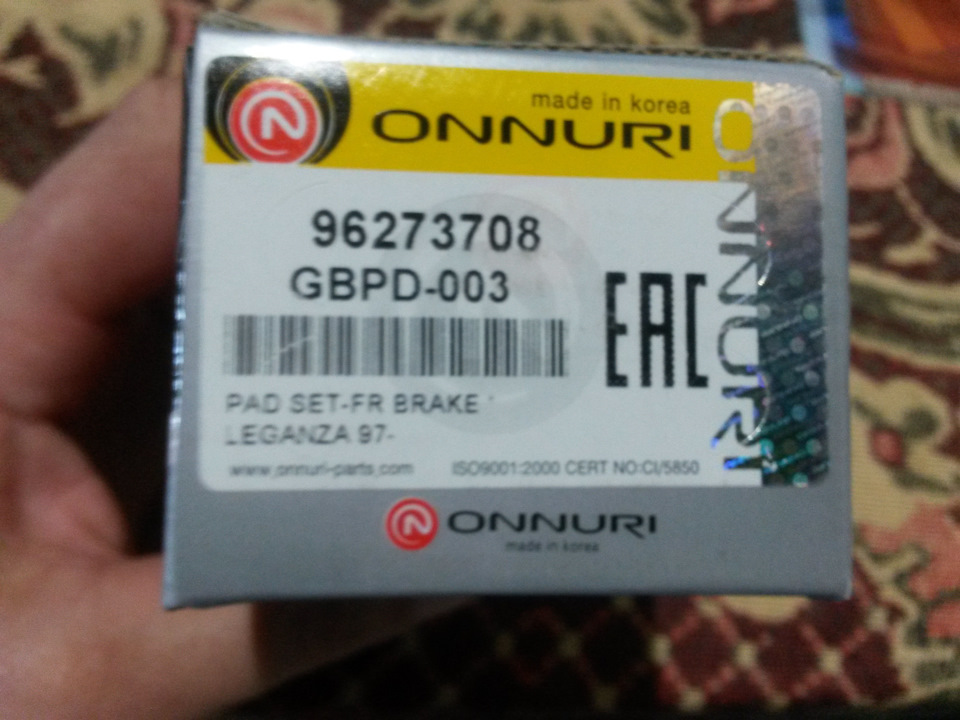 made in korea
ONNURI
96273708
GBPD-003
EAC
PAD SET-FR BRAKE
LEGANZA 97-
www.onnuri-parts.com ISO9001:2000 CERT NO:CI/5850
ONNURI
ONNURI
made in korea